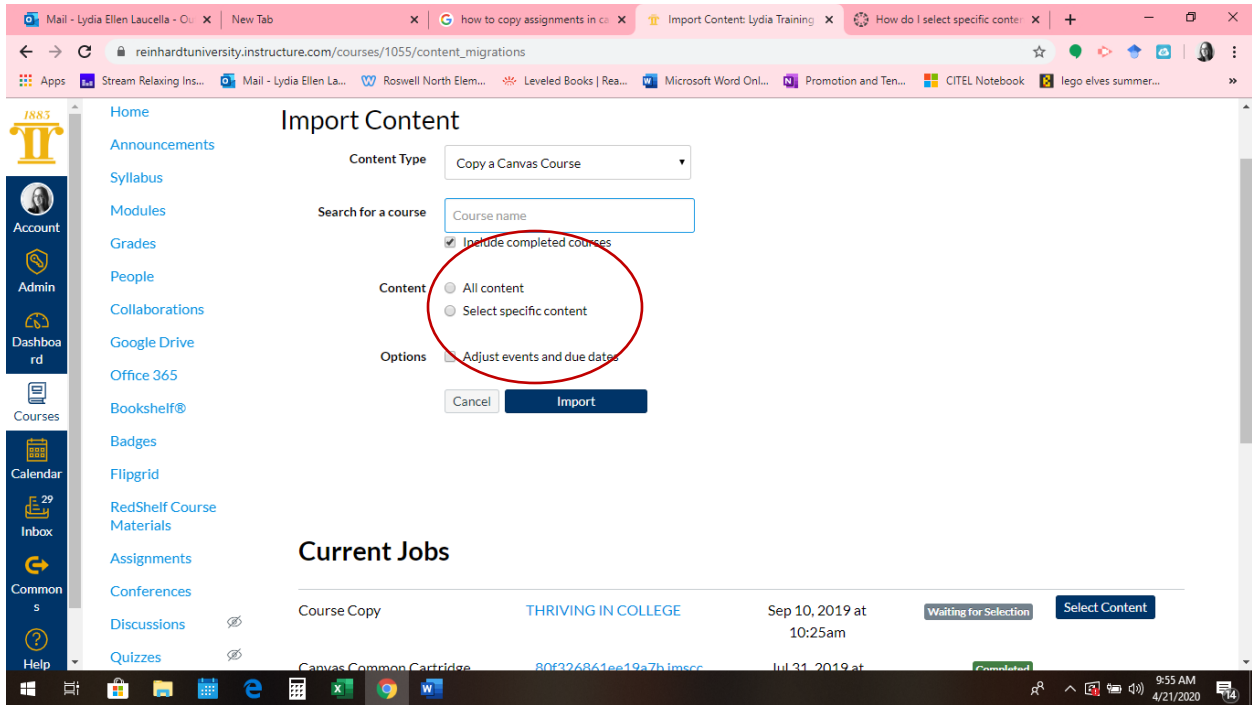 Mail - Lydia Ellen Laucella - Ou
New Tab
how to copy assignments in ca
Import Content: Lydia Training
How do I select specific conte
reinhardtuniversity.instructure.com/courses/1055/content_migrations
Apps
Stream Relaxing Ins...
Mail - Lydia Ellen La...
Roswell North Elem...
Leveled Books | Rea...
Microsoft Word Onl...
Promotion and Ten...
CITEL Notebook
lego elves summer...
»
1883
Account
Admin
Dashboa
rd
Courses
Calendar
29
Inbox
Common
s
Help
Home
Announcements
Syllabus
Modules
Grades
People
Collaborations
Google Drive
Office 365
Bookshelf®
Badges
Flipgrid
RedShelf Course
Materials
Assignments
Conferences
Discussions
Quizzes
Import Content
Content Type
Copy a Canvas Course
Search for a course
Course name
Include completed courses
Content
All content
Select specific content
Options
Adjust events and due dates
Cancel
Import
Current Jobs
Course Copy
THRIVING IN COLLEGE
Sep 10, 2019 at
10:25am
Waiting for Selection
Select Content
Canvas Common Cartridge
80f326861ee19a7b.imscc
Jul 31, 2019 at
Completed
9:55 AM
4/21/2020
14